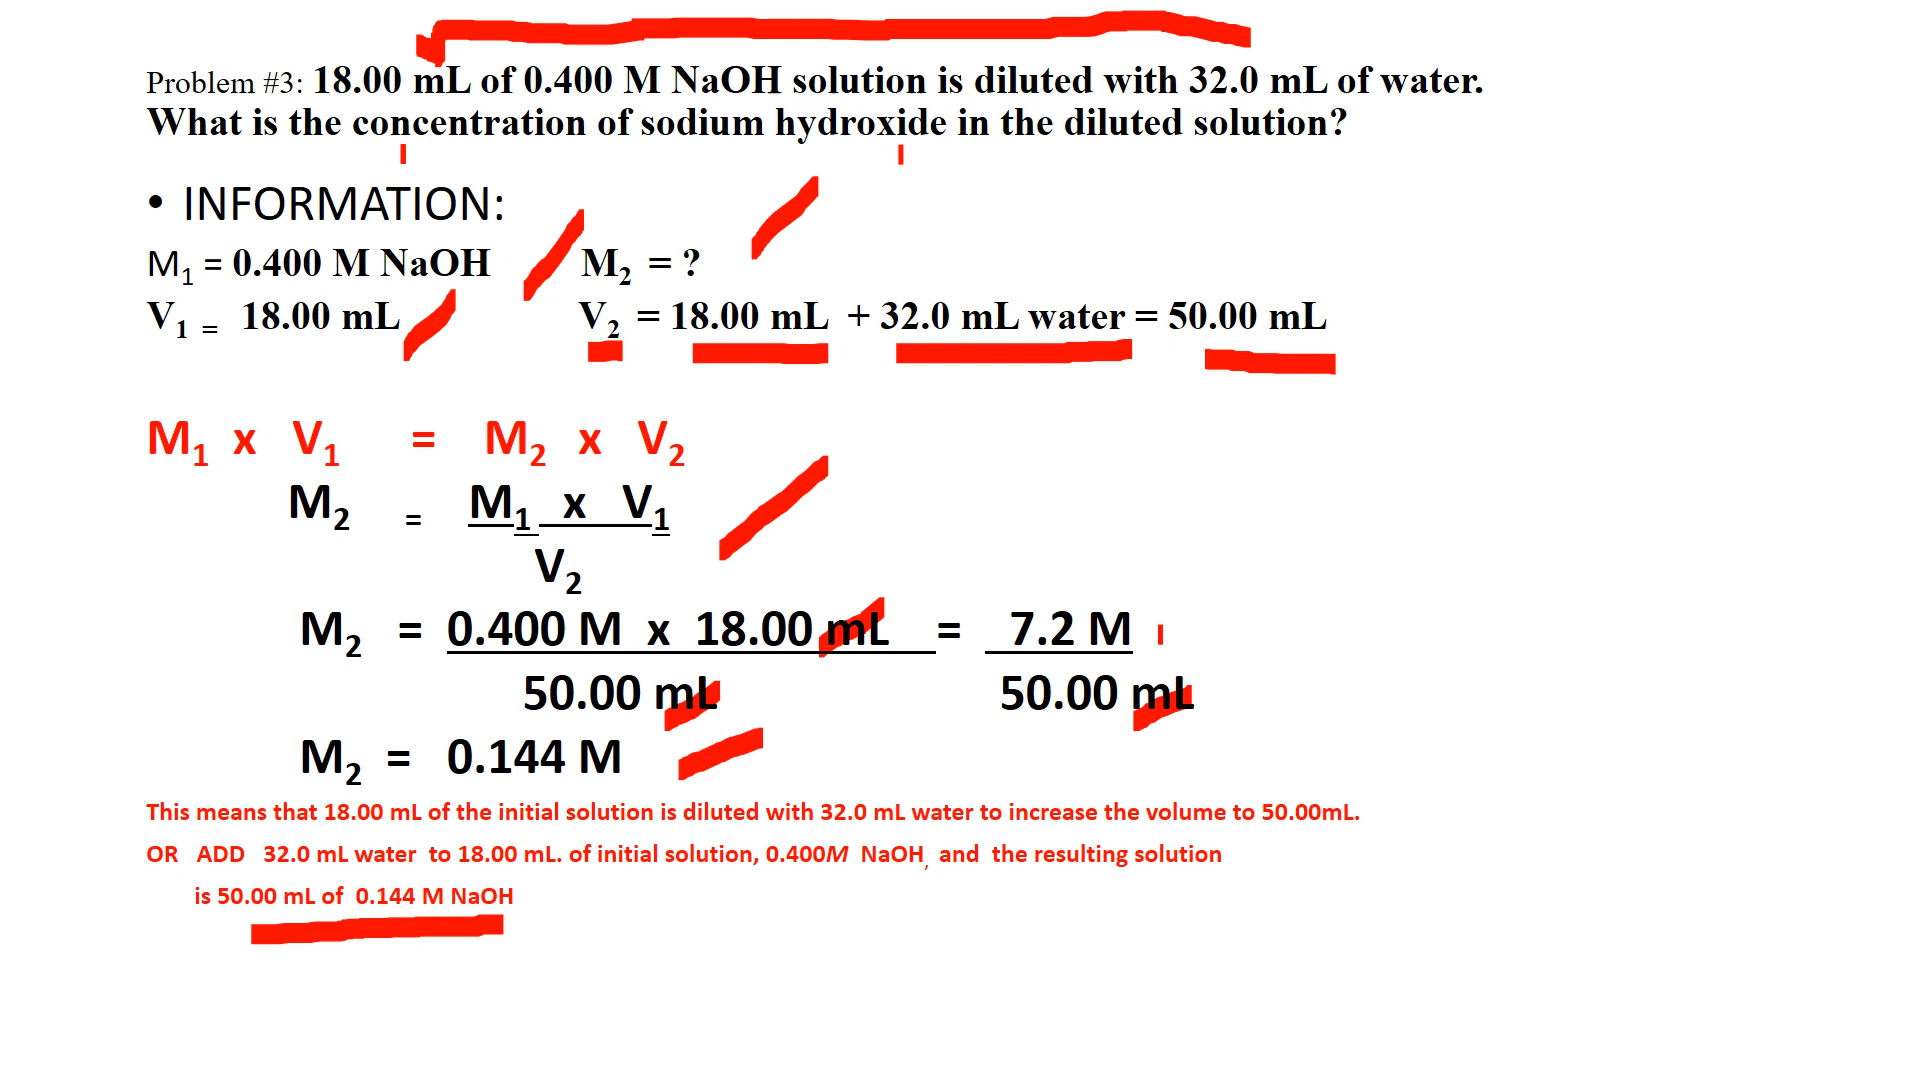 Problem #3: 18.00 mL of 0.400 M NaOH solution is diluted with 32.0 mL of water.
What is the concentration of sodium hydroxide in the diluted solution?
• INFORMATION:
M₁ = 0.400 M NaOH M₂ = ?
V₁ = 18.00 mL V₂ = 18.00 mL + 32.0 mL water = 50.00 mL
M₁ x V₁ = M₂ x V₂
M₂ = M₁ x V₁
V₂
M₂ = 0.400 M x 18.00 mL = 7.2 M
50.00 mL 50.00 mL
M₂ = 0.144 M
This means that 18.00 mL of the initial solution is diluted with 32.0 mL water to increase the volume to 50.00mL.
OR ADD 32.0 mL water to 18.00 mL. of initial solution, 0.400M NaOH, and the resulting solution
is 50.00 mL of 0.144 M NaOH